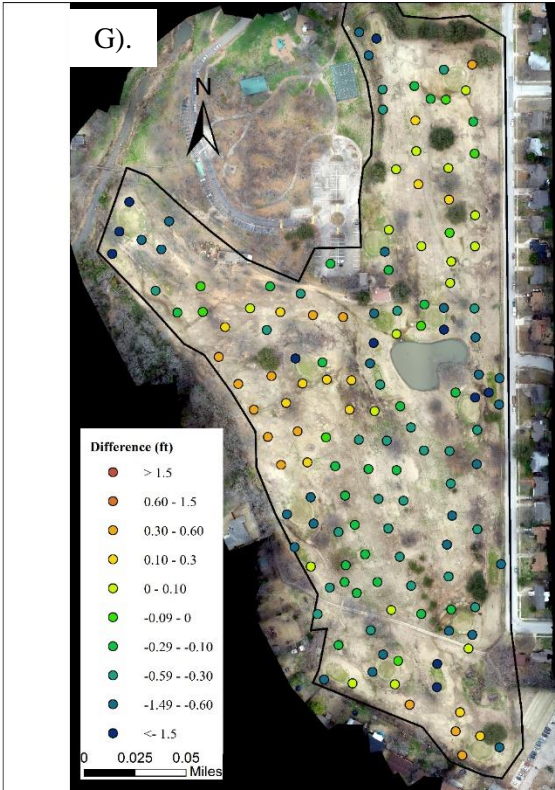 G).
N
Difference (ft)
> 1.5
0.60 - 1.5
0.30 - 0.60
0.10 - 0.3
0 - 0.10
-0.09 - 0
-0.29 - -0.10
-0.59 - -0.30
-1.49 - -0.60
<- 1.5
0 0.025 0.05
Miles